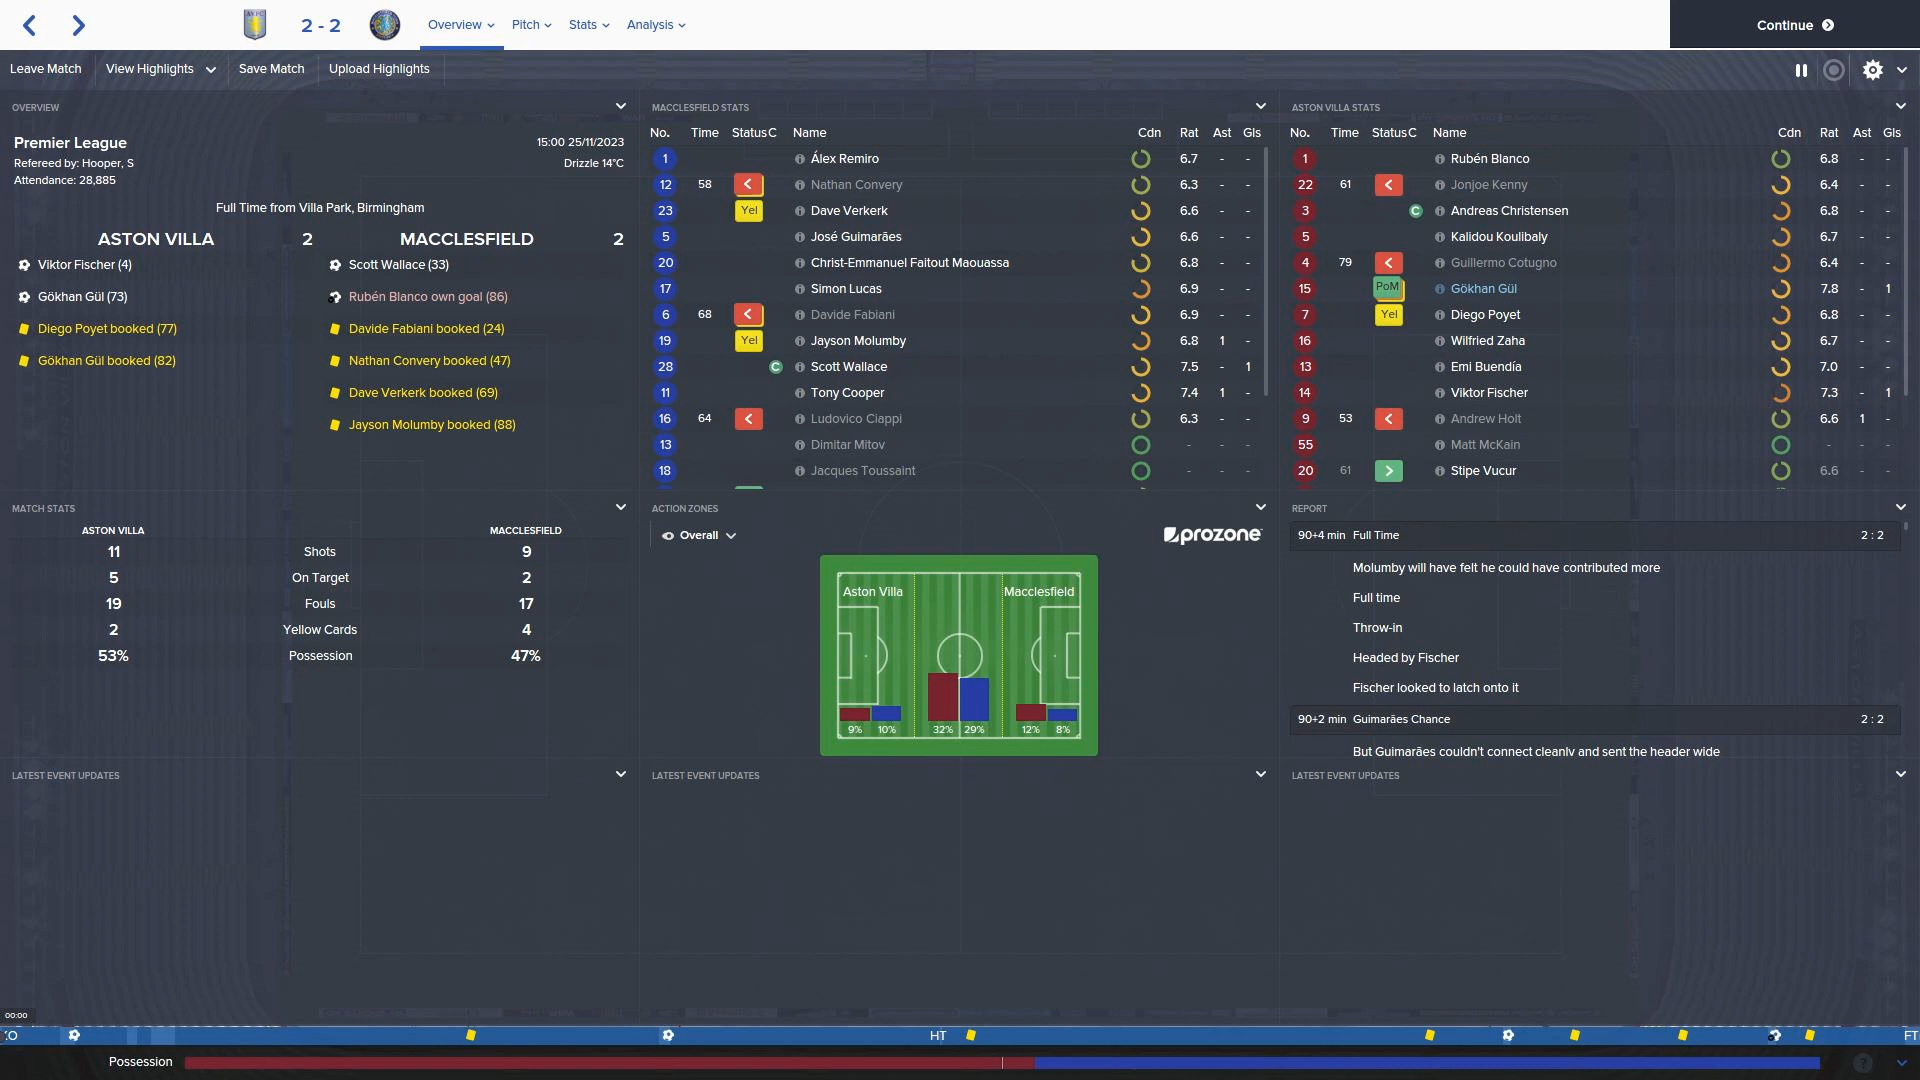 2 - 2
Overview
Pitch
Stats
Analysis
Continue
Leave Match
View Highlights
Save Match
Upload Highlights
OVERVIEW
Premier League
15:00 25/11/2023
Refereed by: Hooper, S
Drizzle 14°C
Attendance: 28,885
Full Time from Villa Park, Birmingham
ASTON VILLA 2 MACCLESFIELD 2
Viktor Fischer (4) Scott Wallace (33)
Gökhan Gül (73) Rubén Blanco own goal (86)
Diego Poyet booked (77) Davide Fabiani booked (24)
Gökhan Gül booked (82) Nathan Convery booked (47)
Dave Verkerk booked (69)
Jayson Molumby booked (88)
MACCLESFIELD STATS
No. Time Status C Name Cdn Rat Ast Gls
1 Álex Remiro 6.7 - -
12 58 Nathan Convery 6.3 - -
23 Yel Dave Verkerk 6.6 - -
5 José Guimarães 6.6 - -
20 Christ-Emmanuel Faitout Maouassa 6.8 - -
17 Simon Lucas 6.9 - -
6 68 Davide Fabiani 6.9 - -
19 Yel Jayson Molumby 6.8 1 -
28 C Scott Wallace 7.5 - 1
11 Tony Cooper 7.4 1 -
16 64 Ludovico Ciappi 6.3 - -
13 Dimitar Mitov - - -
18 Jacques Toussaint - - -
ASTON VILLA STATS
No. Time Status C Name Cdn Rat Ast Gls
1 Rubén Blanco 6.8 - -
22 61 Jonjoe Kenny 6.4 - -
3 C Andreas Christensen 6.8 - -
5 Kalidou Koulibaly 6.7 - -
4 79 Guillermo Cotugno 6.4 - -
15 PoM Gökhan Gül 7.8 - 1
7 Yel Diego Poyet 6.8 - -
16 Wilfried Zaha 6.7 - -
13 Emi Buendía 7.0 - -
14 Viktor Fischer 7.3 - 1
9 53 Andrew Holt 6.6 1 -
55 Matt McKain - - -
20 61 Stipe Vucur 6.6 - -
MATCH STATS
ASTON VILLA MACCLESFIELD
11 Shots 9
5 On Target 2
19 Fouls 17
2 Yellow Cards 4
53% Possession 47%
ACTION ZONES
Overall
prozone
Aston Villa Macclesfield
9% 10% 32% 29% 12% 8%
REPORT
90+4 min Full Time 2 : 2
Molumby will have felt he could have contributed more
Full time
Throw-in
Headed by Fischer
Fischer looked to latch onto it
90+2 min Guimarães Chance 2 : 2
But Guimarães couldn't connect cleanly and sent the header wide
LATEST EVENT UPDATES
LATEST EVENT UPDATES
LATEST EVENT UPDATES
00:00
KO HT FT
Possession
?